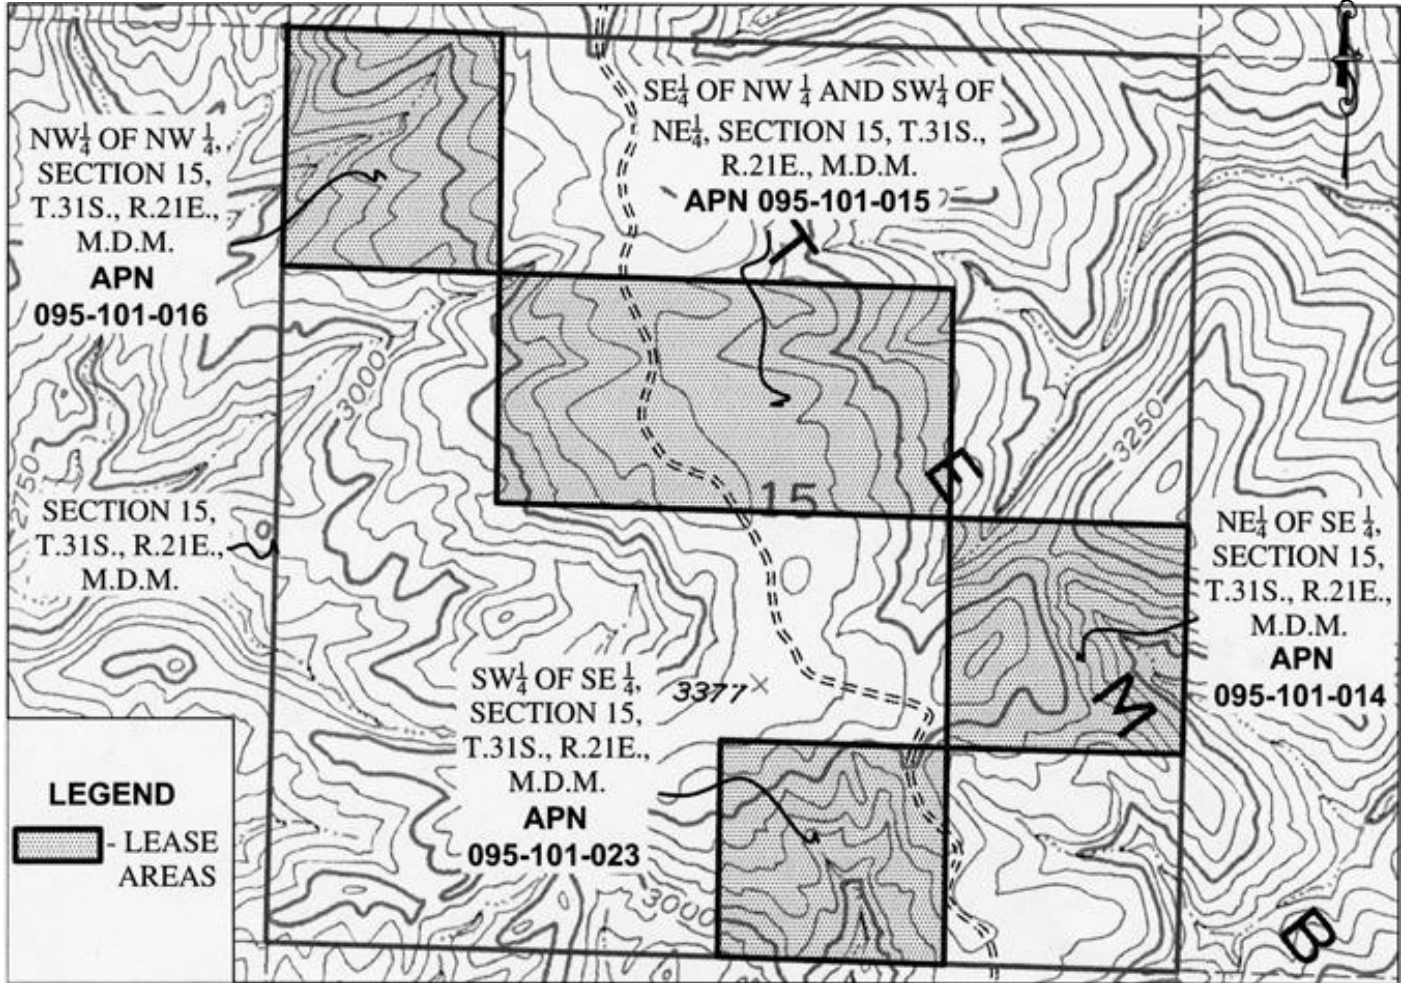 SE¼ OF NW ¼ AND SW¼ OF
NE¼, SECTION 15, T.31S.,
R.21E., M.D.M.
APN 095-101-015
NW¼ OF NW ¼,
SECTION 15,
T.31S., R.21E.,
M.D.M.
APN
095-101-016
T
3000
3250
E
2750
15
SECTION 15,
T.31S., R.21E.,
M.D.M.
NE¼ OF SE ¼,
SECTION 15,
T.31S., R.21E.,
M.D.M.
APN
095-101-014
M
3377
SW¼ OF SE ¼,
SECTION 15,
T.31S., R.21E.,
M.D.M.
APN
095-101-023
3000
B
LEGEND
- LEASE
AREAS